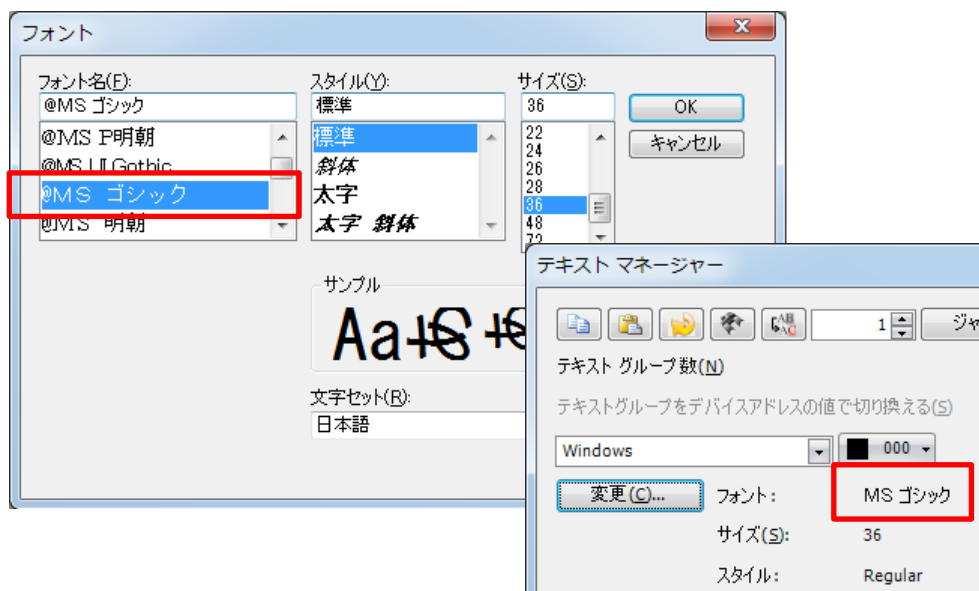 フォント
フォント名(F):
スタイル(Y):
サイズ(S):
@MS ゴシック
標準
36
OK
キャンセル
@MS P明朝
@MS UI Gothic
@MS ゴシック
@MS 明朝
標準
斜体
太字
太字 斜体
22
24
26
28
36
48
72
サンプル
Aa
文字セット(R):
日本語
テキスト マネージャー
1
ジャ
テキスト グループ数(N)
テキストグループをデバイスアドレスの値で切り換える(S)
Windows
000
変更(C)...
フォント:
MS ゴシック
サイズ(S):
36
スタイル:
Regular